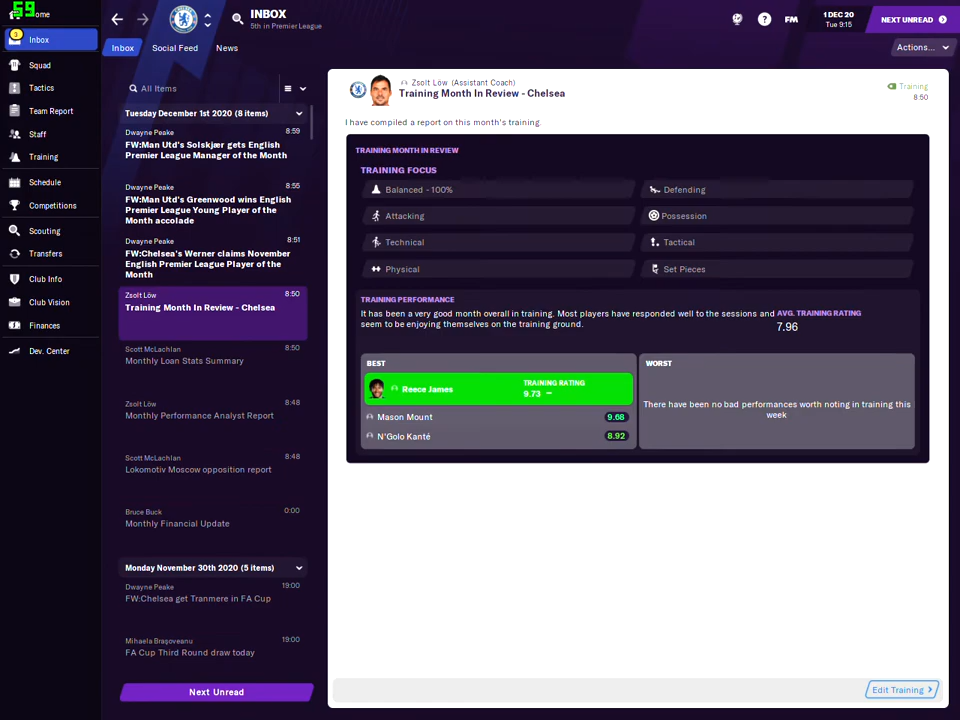 59
ome
INBOX
5th in Premier League
FM
1 DEC 20
Tue 9:15
NEXT UNREAD
3
Inbox
Squad
Tactics
Team Report
Staff
Training
Schedule
Competitions
Scouting
Transfers
Club Info
Club Vision
Finances
Dev. Center
Inbox
Social Feed
News
Actions...
All Items
Tuesday December 1st 2020 (8 items)
Dwayne Peake
8:59
FW:Man Utd's Solskjær gets English
Premier League Manager of the
Month
Dwayne Peake
8:55
FW:Man Utd's Greenwood wins English
Premier League Young Player of the
Month accolade
Dwayne Peake
8:51
FW:Chelsea's Werner claims November
English Premier League Player of the
Month
Zsolt Löw
8:50
Training Month In Review - Chelsea
Scott McLachlan
8:50
Monthly Loan Stats Summary
Zsolt Löw
8:48
Monthly Performance Analyst Report
Scott McLachlan
8:48
Lokomotiv Moscow opposition report
Bruce Buck
0:00
Monthly Financial Update
Monday November 30th 2020 (5 items)
Dwayne Peake
19:00
FW:Chelsea get Tranmere in FA Cup
Mihaela Braşoveanu
19:00
FA Cup Third Round draw today
Next Unread
Zsolt Löw (Assistant Coach)
Training Month In Review - Chelsea
Training
8:50
I have compiled a report on this month's training.
TRAINING MONTH IN REVIEW
TRAINING FOCUS
Balanced ~100%
Defending
Attacking
Possession
Technical
Tactical
Physical
Set Pieces
TRAINING PERFORMANCE
It has been a very good month overall in training. Most players have responded well to the sessions and
seem to be enjoying themselves on the training ground.
AVG. TRAINING RATING
7.96
BEST
Reece James
TRAINING RATING
9.73 –
Mason Mount
9.68
N'Golo Kanté
8.92
WORST
There have been no bad performances worth noting in training this
week
Edit Training